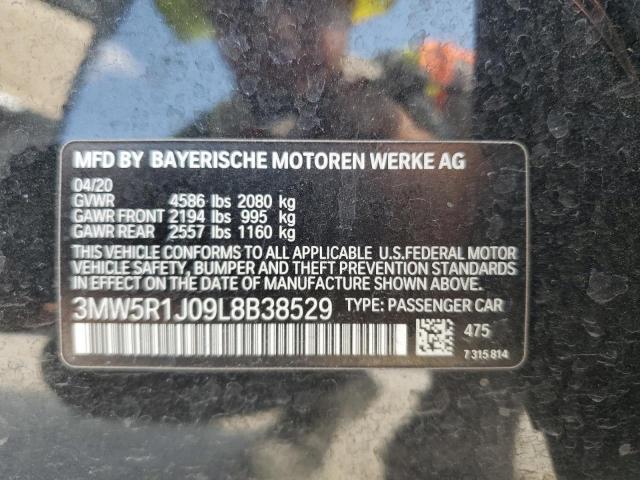 MFD BY BAYERISCHE MOTOREN WERKE AG
04/20
GVWR 4586 lbs 2080 kg
GAWR FRONT 2194 lbs 995 kg
GAWR REAR 2557 lbs 1160 kg
THIS VEHICLE CONFORMS TO ALL APPLICABLE U.S.FEDERAL MOTOR
VEHICLE SAFETY, BUMPER, AND THEFT PREVENTION
STANDARDS IN EFFECT ON THE DATE OF MANUFACTURE SHOWN ABOVE.
3MW5R1J09L8B38529 TYPE: PASSENGER CAR
475
7 315 814